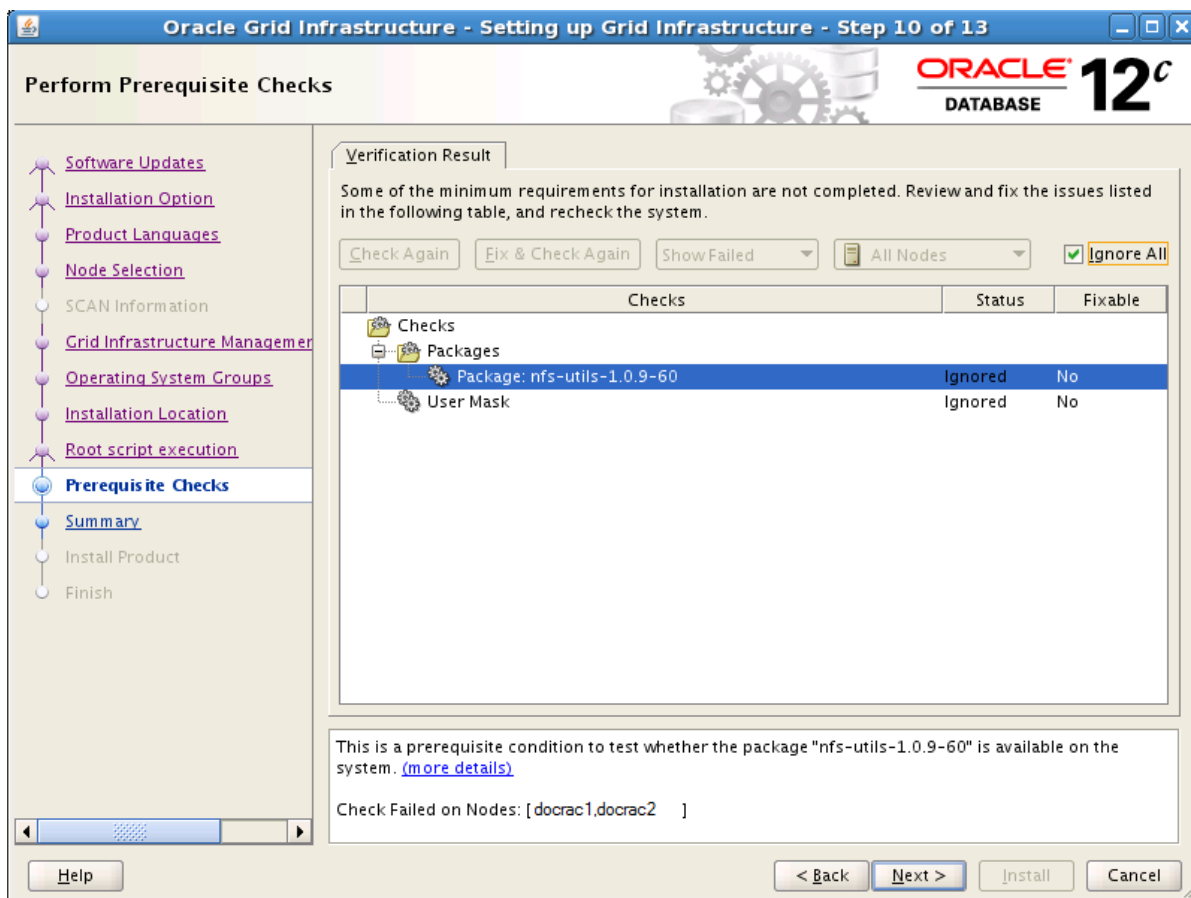 Oracle Grid Infrastructure - Setting up Grid Infrastructure - Step 10 of 13
Perform Prerequisite Checks
ORACLE
DATABASE
12c
Software Updates
Installation Option
Product Languages
Node Selection
SCAN Information
Grid Infrastructure Managemer
Operating System Groups
Installation Location
Root script execution
Prerequisite Checks
Summary
Install Product
Finish
Verification Result
Some of the minimum requirements for installation are not completed. Review and fix the issues listed
in the following table, and recheck the system.
Check Again Fix & Check Again Show Failed All Nodes Ignore All
Checks Status Fixable
Checks
Packages
Package: nfs-utils-1.0.9-60 Ignored No
User Mask Ignored No
This is a prerequisite condition to test whether the package "nfs-utils-1.0.9-60" is available on the
system. (more details)
Check Failed on Nodes: [docrac1,docrac2 ]
Help < Back Next > Install Cancel